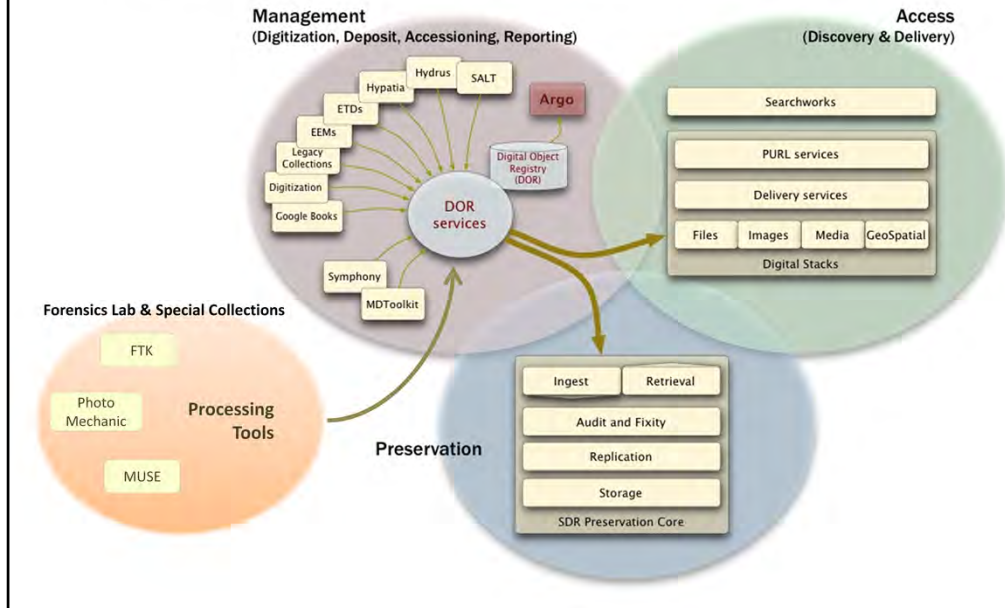 Management
(Digitization, Deposit, Accessioning, Reporting)
Access
(Discovery & Delivery)
Hydrus
SALT
Hypatia
ETDs
EEMs
Legacy
Collections
Digitization
Google Books
Argo
Digital Object
Registry
(DOR)
DOR
services
Symphony
MDToolkit
Searchworks
PURL services
Delivery services
Files
Images
Media
GeoSpatial
Digital Stacks
Forensics Lab & Special Collections
FTK
Photo
Mechanic
MUSE
Processing
Tools
Preservation
Ingest
Retrieval
Audit and Fixity
Replication
Storage
SDR Preservation Core